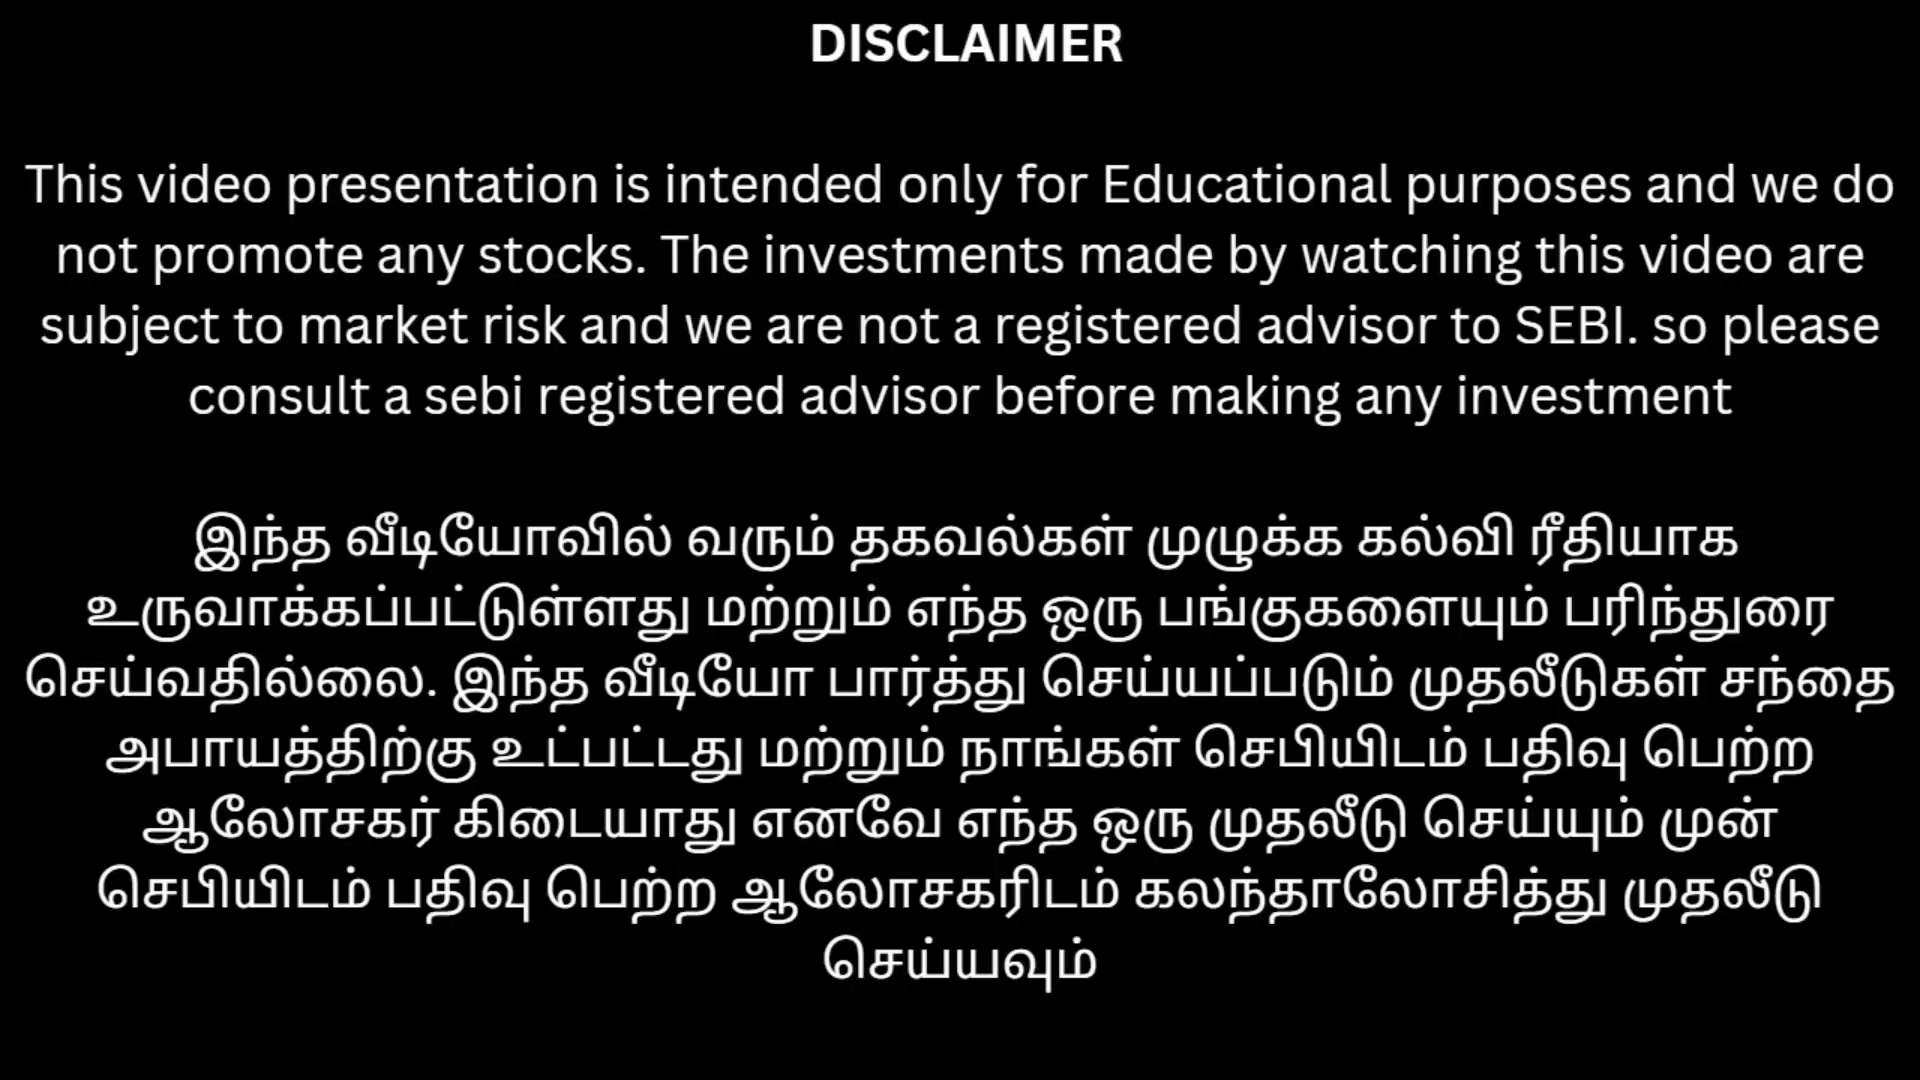 DISCLAIMER
This video presentation is intended only for Educational purposes and we do
not promote any stocks. The investments made by watching this video are
subject to market risk and we are not a registered advisor to SEBI. so please
consult a sebi registered advisor before making any investment
இந்த வீடியோவில் வரும் தகவல்கள் முழுக்க கல்வி ரீதியாக
உருவாக்கப்பட்டுள்ளது மற்றும் எந்த ஒரு பங்குகளையும் பரிந்துரை
செய்வதில்லை. இந்த வீடியோ பார்த்து செய்யப்படும் முதலீடுகள் சந்தை
அபாயத்திற்கு உட்பட்டது மற்றும் நாங்கள் செபியிடம் பதிவு பெற்ற
ஆலோசகர் கிடையாது எனவே எந்த ஒரு முதலீடு செய்யும் முன்
செபியிடம் பதிவு பெற்ற ஆலோசகரிடம் கலந்தாலோசித்து முதலீடு
செய்யவும்